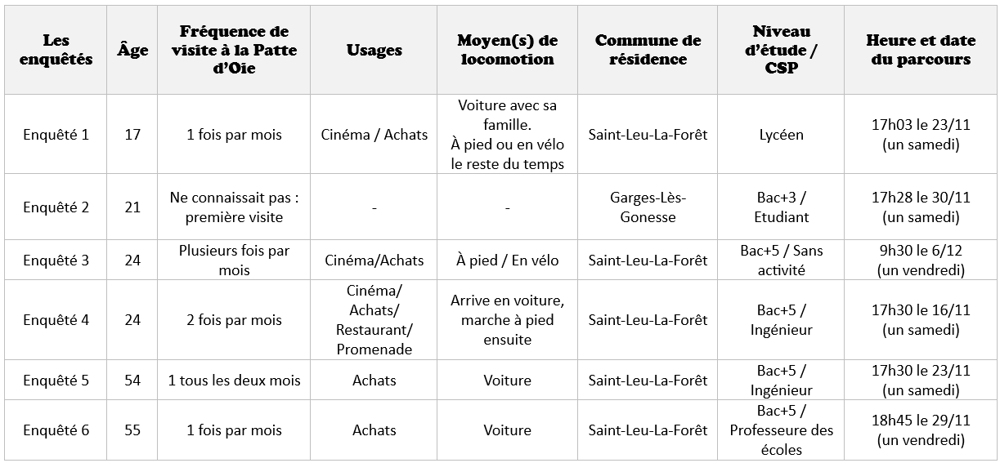 Les enquêtés | Âge | Fréquence de visite à la Patte d’Oie | Usages | Moyen(s) de locomotion | Commune de résidence | Niveau d’étude / CSP | Heure et date du parcours
Enquêté 1 | 17 | 1 fois par mois | Cinéma / Achats | Voiture avec sa famille. À pied ou en vélo le reste du temps | Saint-Leu-La-Forêt | Lycéen | 17h03 le 23/11 (un samedi)
Enquêté 2 | 21 | Ne connaissait pas : première visite | - | - | Garges-Lès-Gonesse | Bac+3 / Etudiant | 17h28 le 30/11 (un samedi)
Enquêté 3 | 24 | Plusieurs fois par mois | Cinéma/Achats | À pied / En vélo | Saint-Leu-La-Forêt | Bac+5 / Sans activité | 9h30 le 6/12 (un vendredi)
Enquêté 4 | 24 | 2 fois par mois | Cinéma/ Achats/ Restaurant/ Promenade | Arrive en voiture, marche à pied ensuite | Saint-Leu-La-Forêt | Bac+5 / Ingénieur | 17h30 le 16/11 (un samedi)
Enquêté 5 | 54 | 1 tous les deux mois | Achats | Voiture | Saint-Leu-La-Forêt | Bac+5 / Ingénieur | 17h30 le 23/11 (un samedi)
Enquêté 6 | 55 | 1 fois par mois | Achats | Voiture | Saint-Leu-La-Forêt | Bac+5 / Professeure des écoles | 18h45 le 29/11 (un vendredi)